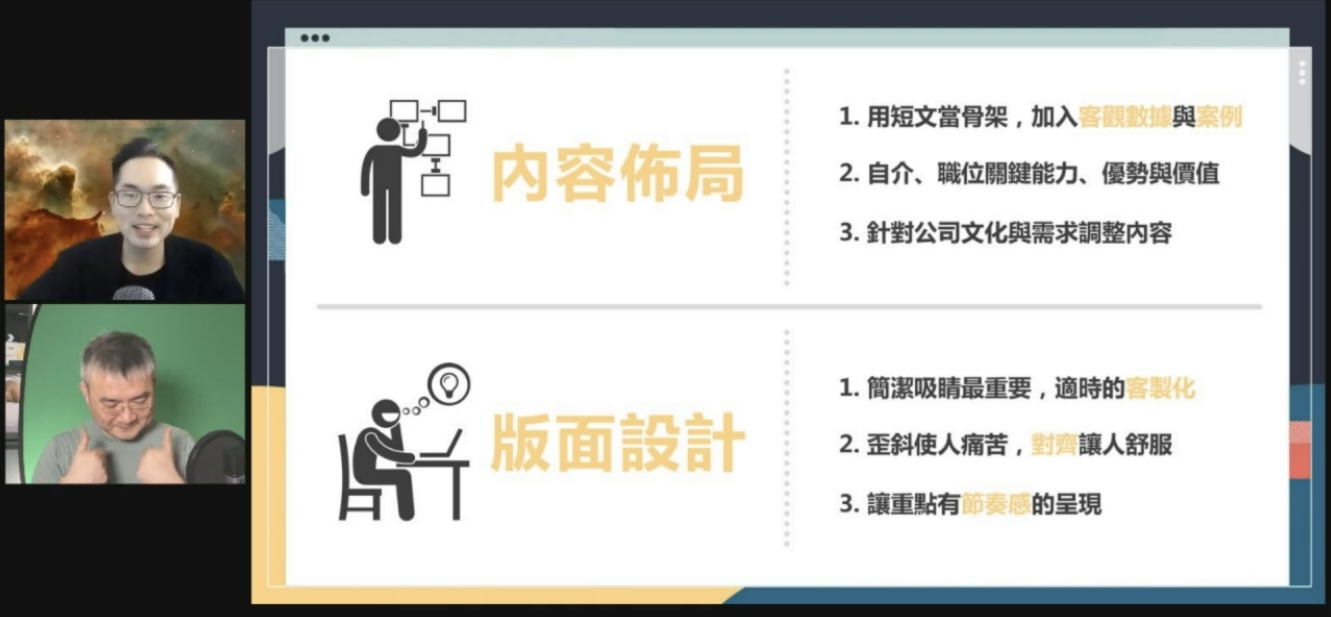 內容佈局
1. 用短文當骨架，加入客觀數據與案例
2. 自介、職位關鍵能力、優勢與價值
3. 針對公司文化與需求調整內容
版面設計
1. 簡潔吸睛最重要，適時的客製化
2. 歪斜使人痛苦，對齊讓人舒服
3. 讓重點有節奏感的呈現